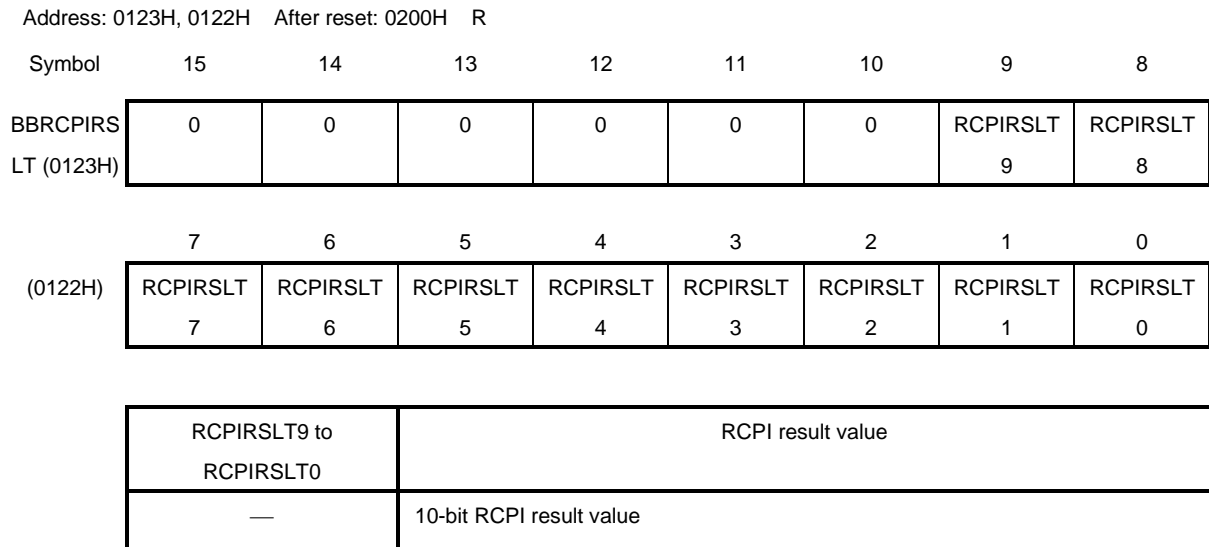 Address: 0123H, 0122H After reset: 0200H R
Symbol 15 14 13 12 11 10 9 8
BBRCPIRS 0 0 0 0 0 0 RCPIRSLT RCPIRSLT
LT (0123H) 9 8
7 6 5 4 3 2 1 0
(0122H) RCPIRSLT RCPIRSLT RCPIRSLT RCPIRSLT RCPIRSLT RCPIRSLT RCPIRSLT RCPIRSLT
7 6 5 4 3 2 1 0
RCPIRSLT9 to RCPI result value
RCPIRSLT0
— 10-bit RCPI result value